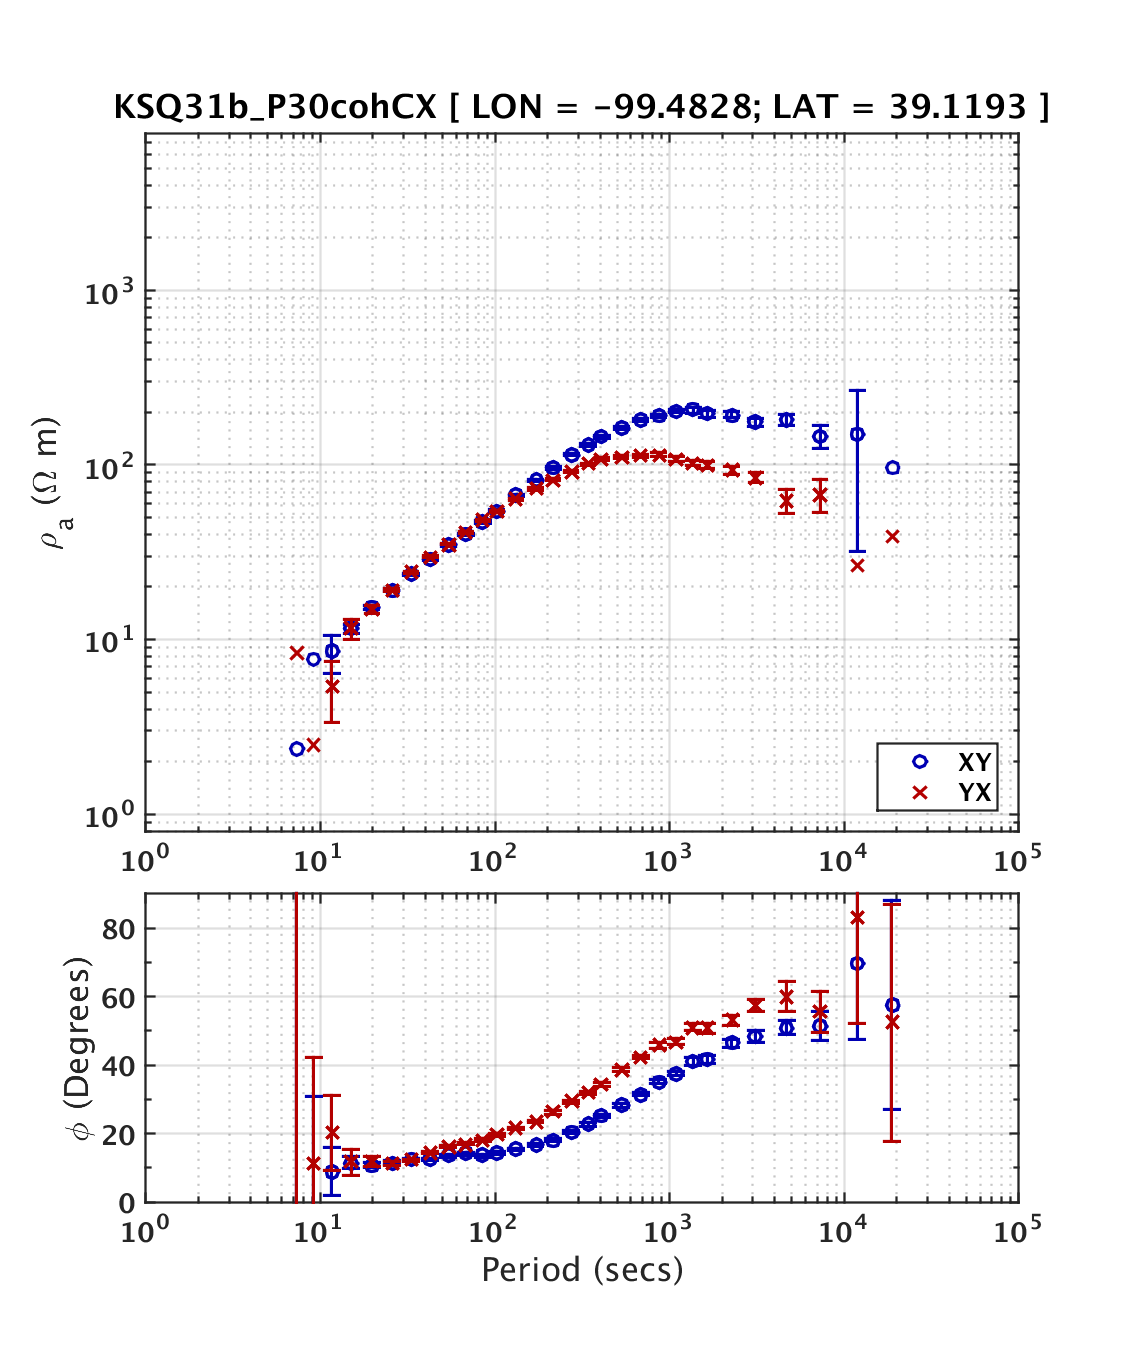 KSQ31b_P30cohCX [ LON = -99.4828; LAT = 39.1193 ]
10³
10²
10¹
10⁰
ρa (Ω m)
XY
YX
10⁰ 10¹ 10² 10³ 10⁴ 10⁵
80
60
40
20
0
ϕ (Degrees)
10⁰ 10¹ 10² 10³ 10⁴ 10⁵
Period (secs)